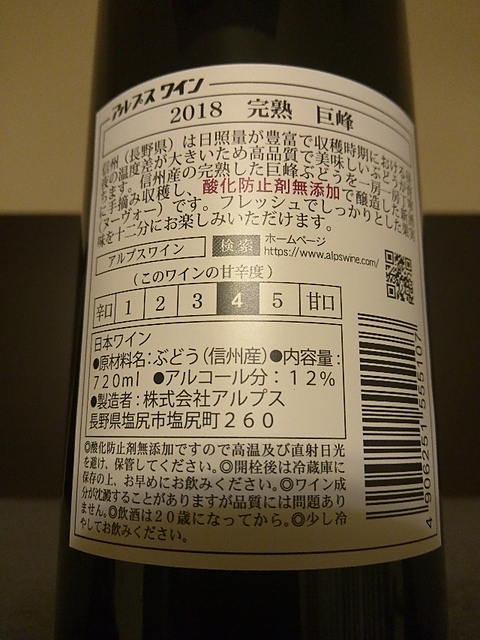 アルプス ワイン
2018 完熟 巨峰
信州(長野県)は日照量が豊富で収穫時期における
昼夜の温度差が大きいため高品質で美味しいぶどうが
ます。信州産の完熟した巨峰ぶどうを一房一房
に手摘み収穫し、酸化防止剤無添加で醸造した
(ヌーヴォー)です。フレッシュでしっかりとした
味を十二分にお楽しみいただけます。
アルプスワイン 検索 ホームページ
https://www.alpswine.com/
(このワインの甘辛度)
辛口 1 2 3 4 5 甘口
日本ワイン
●原材料名:ぶどう(信州産)●内容量:
720ml ●アルコール分:12%
●製造者:株式会社アルプス
長野県塩尻市塩尻町260
◎酸化防止剤無添加ですので高温及び直射日光
を避け、保管してください。◎開栓後は冷蔵庫に
保存の上、お早めにお飲みください。◎ワイン成
分が沈澱することがありますが品質には問題あり
ません。◎飲酒は20歳になってから。◎少し冷
やしてお飲みください。
4 906251 555107